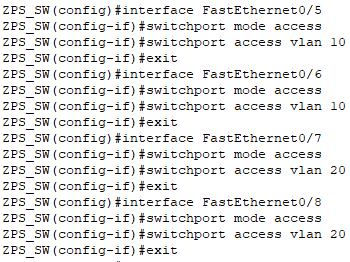 ZPS_SW(config)#interface FastEthernet0/5
ZPS_SW(config-if)#switchport mode access
ZPS_SW(config-if)#switchport access vlan 10
ZPS_SW(config-if)#exit
ZPS_SW(config)#interface FastEthernet0/6
ZPS_SW(config-if)#switchport mode access
ZPS_SW(config-if)#switchport access vlan 10
ZPS_SW(config-if)#exit
ZPS_SW(config)#interface FastEthernet0/7
ZPS_SW(config-if)#switchport mode access
ZPS_SW(config-if)#switchport access vlan 20
ZPS_SW(config-if)#exit
ZPS_SW(config)#interface FastEthernet0/8
ZPS_SW(config-if)#switchport mode access
ZPS_SW(config-if)#switchport access vlan 20
ZPS_SW(config-if)#exit